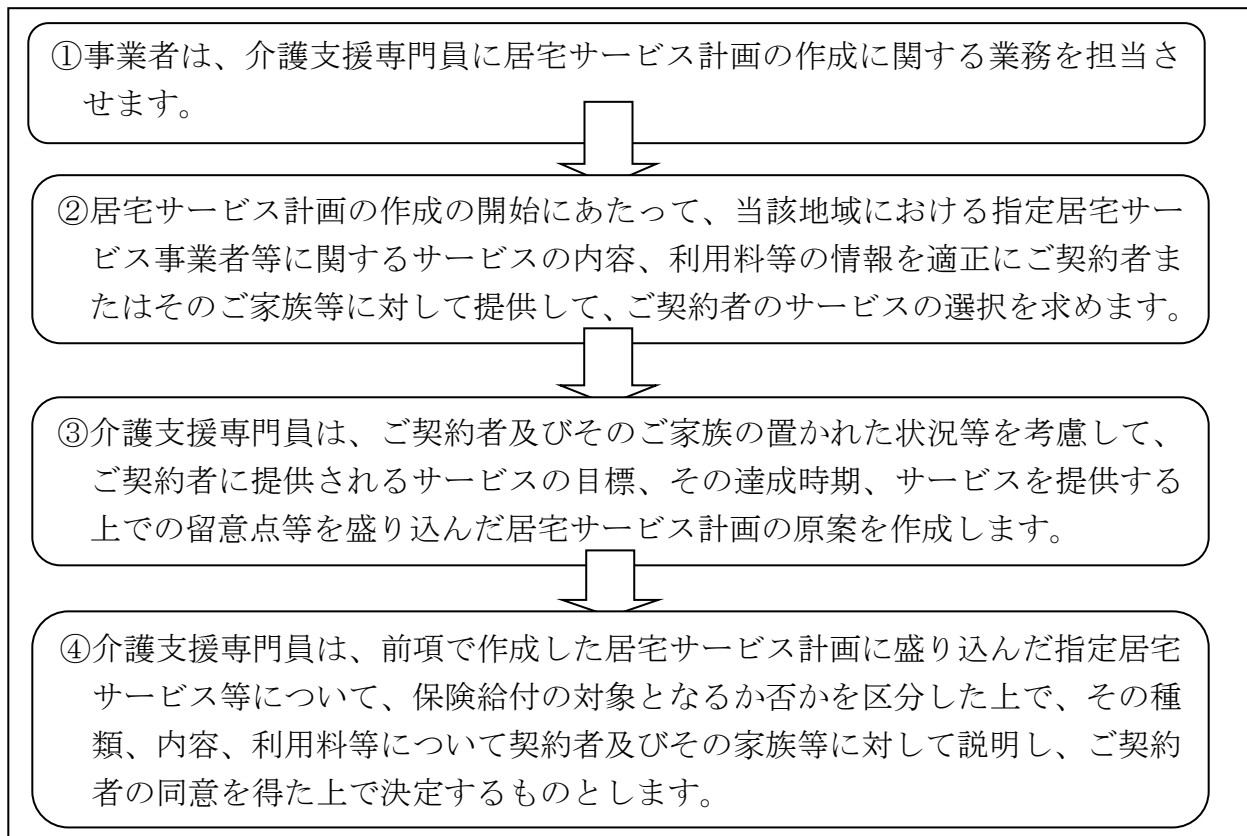 ①事業者は、介護支援専門員に居宅サービス計画の作成に関する業務を担当さ
せます。
②居宅サービス計画の作成の開始にあたって、当該地域における指定居宅サー
ビス事業者等に関するサービスの内容、利用料等の情報を適正にご契約者ま
たはそのご家族等に対して提供して、ご契約者のサービスの選択を求めます。
③介護支援専門員は、ご契約者及びそのご家族の置かれた状況等を考慮して、
ご契約者に提供されるサービスの目標、その達成時期、サービスを提供する
上での留意点等を盛り込んだ居宅サービス計画の原案を作成します。
④介護支援専門員は、前項で作成した居宅サービス計画に盛り込んだ指定居宅
サービス等について、保険給付の対象となるか否かを区分した上で、その種
類、内容、利用料等について契約者及びその家族等に対して説明し、ご契約
者の同意を得た上で決定するものとします。